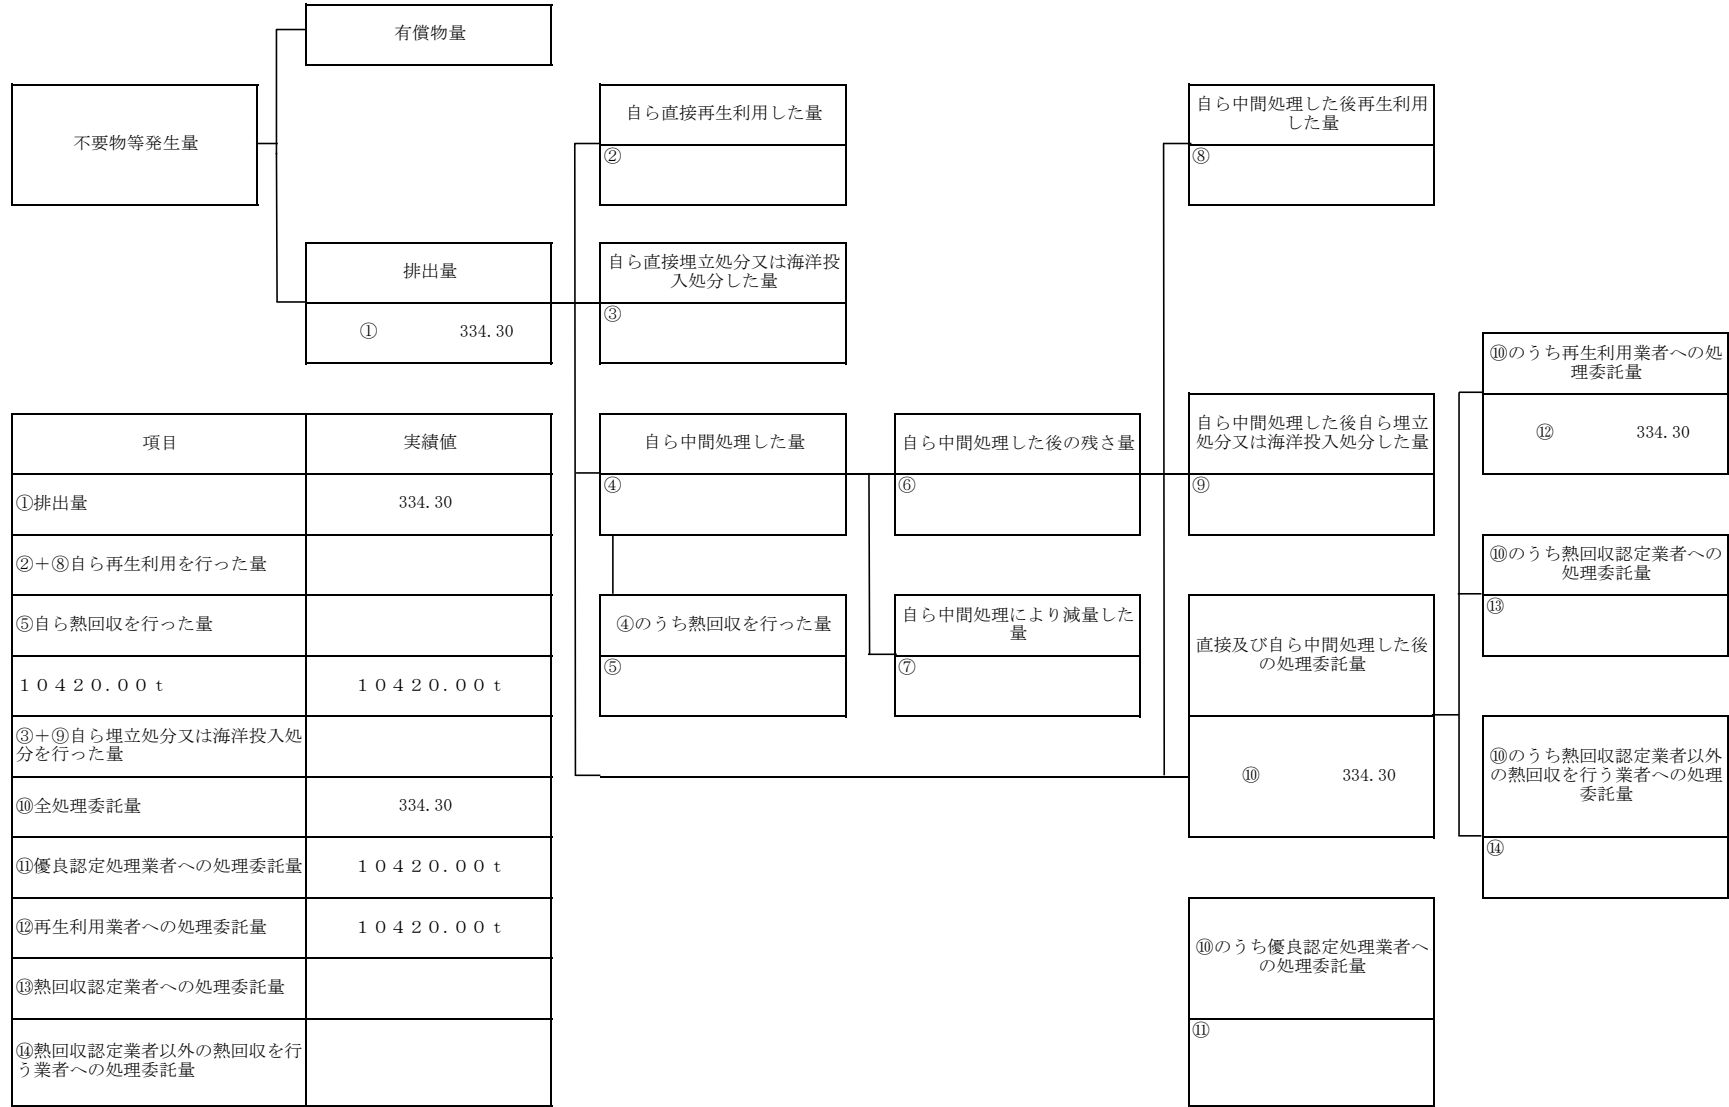 有償物量
不要物等発生量
自ら直接再生利用した量
②
自ら中間処理した後再生利用
した量
⑧
排出量
① 334.30
自ら直接埋立処分又は海洋投
入処分した量
③
⑩のうち再生利用業者への処
理委託量
⑫ 334.30
項目 実績値
①排出量 334.30
②+⑧自ら再生利用を行った量
⑤自ら熱回収を行った量
10420.00t 10420.00t
③+⑨自ら埋立処分又は海洋投入処
分を行った量
⑩全処理委託量 334.30
⑪優良認定処理業者への処理委託量 10420.00t
⑫再生利用業者への処理委託量 10420.00t
⑬熱回収認定業者への処理委託量
⑭熱回収認定業者以外の熱回収を行
う業者への処理委託量
自ら中間処理した量
④
自ら中間処理した後の残さ量
⑥
自ら中間処理した後自ら埋立
処分又は海洋投入処分した量
⑨
④のうち熱回収を行った量
⑤
自ら中間処理により減量した
量
⑦
直接及び自ら中間処理した後
の処理委託量
⑩ 334.30
⑩のうち熱回収認定業者への
処理委託量
⑬
⑩のうち熱回収認定業者以外
の熱回収を行う業者への処理
委託量
⑭
⑩のうち優良認定処理業者へ
の処理委託量
⑪